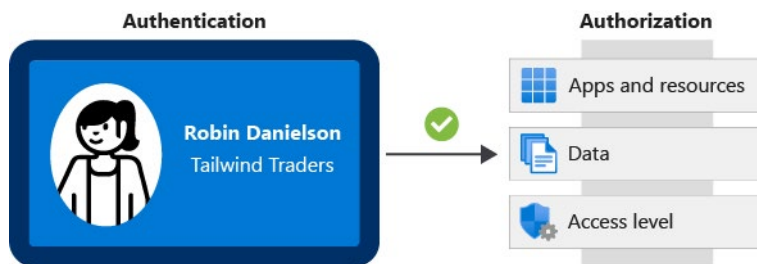 Authentication
Robin Danielson
Tailwind Traders
Authorization
Apps and resources
Data
Access level